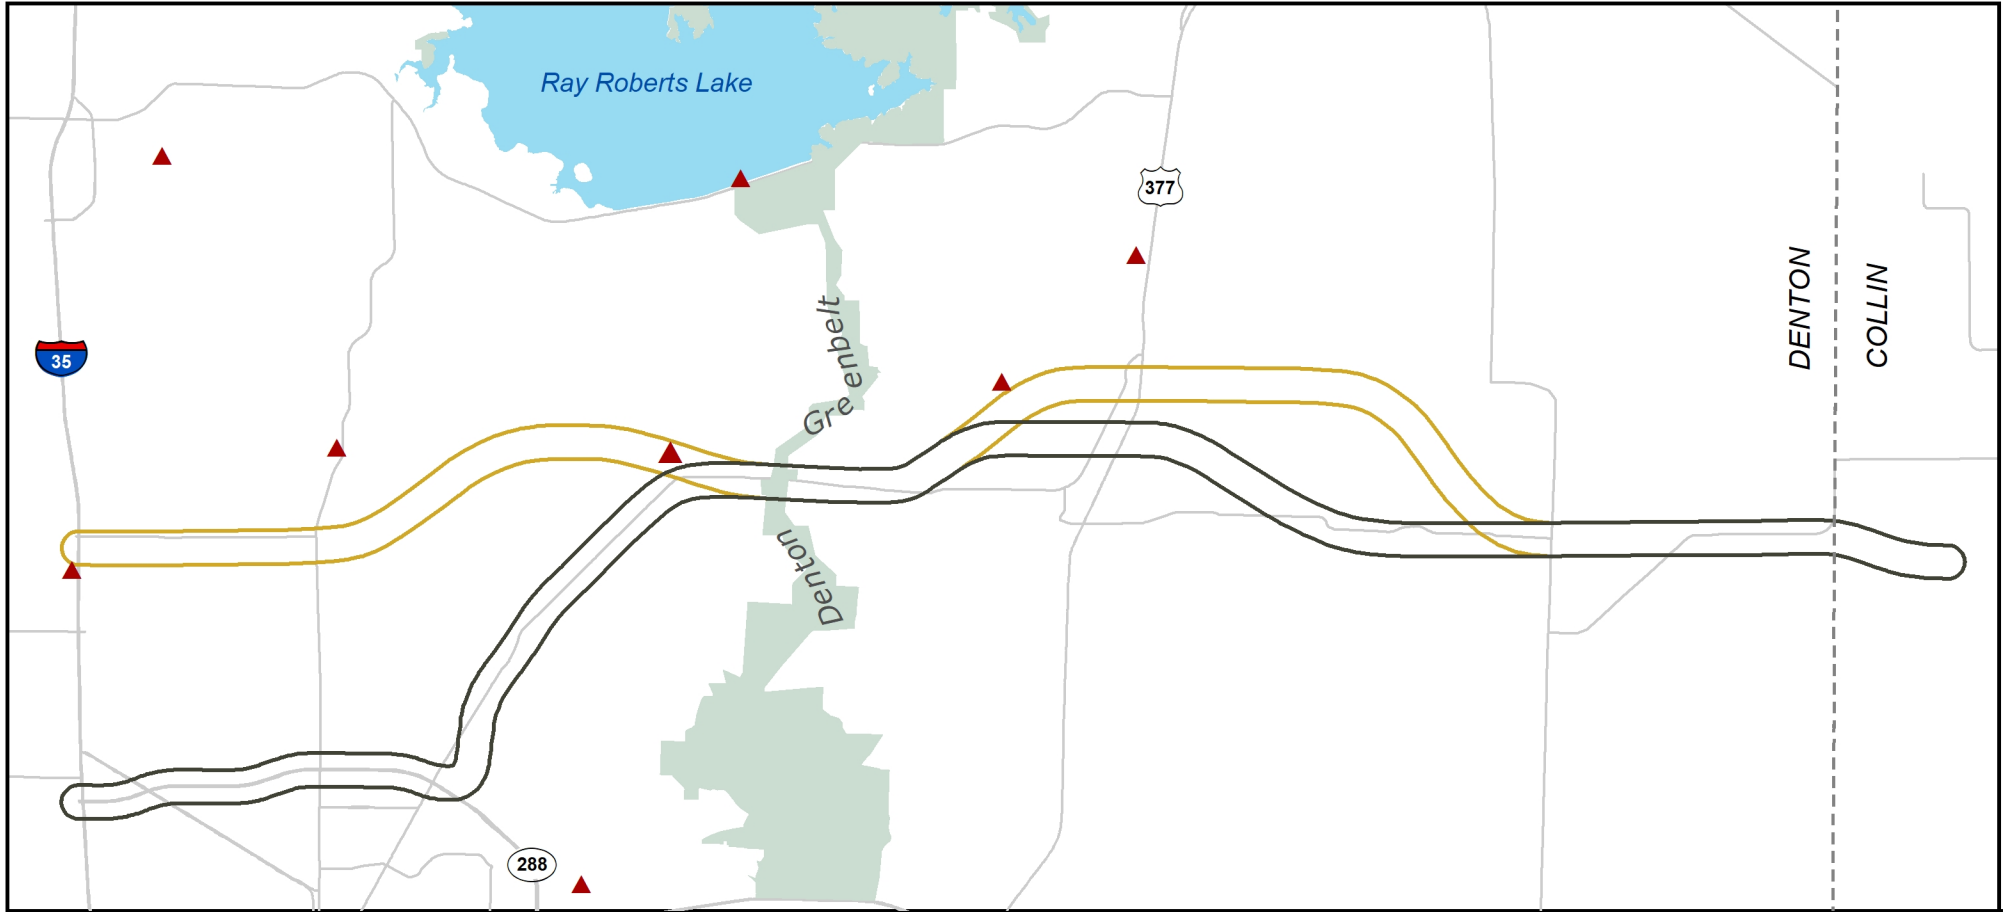 Ray Roberts Lake
377
DENTON
COLLIN
35
Denton Greenbelt
288